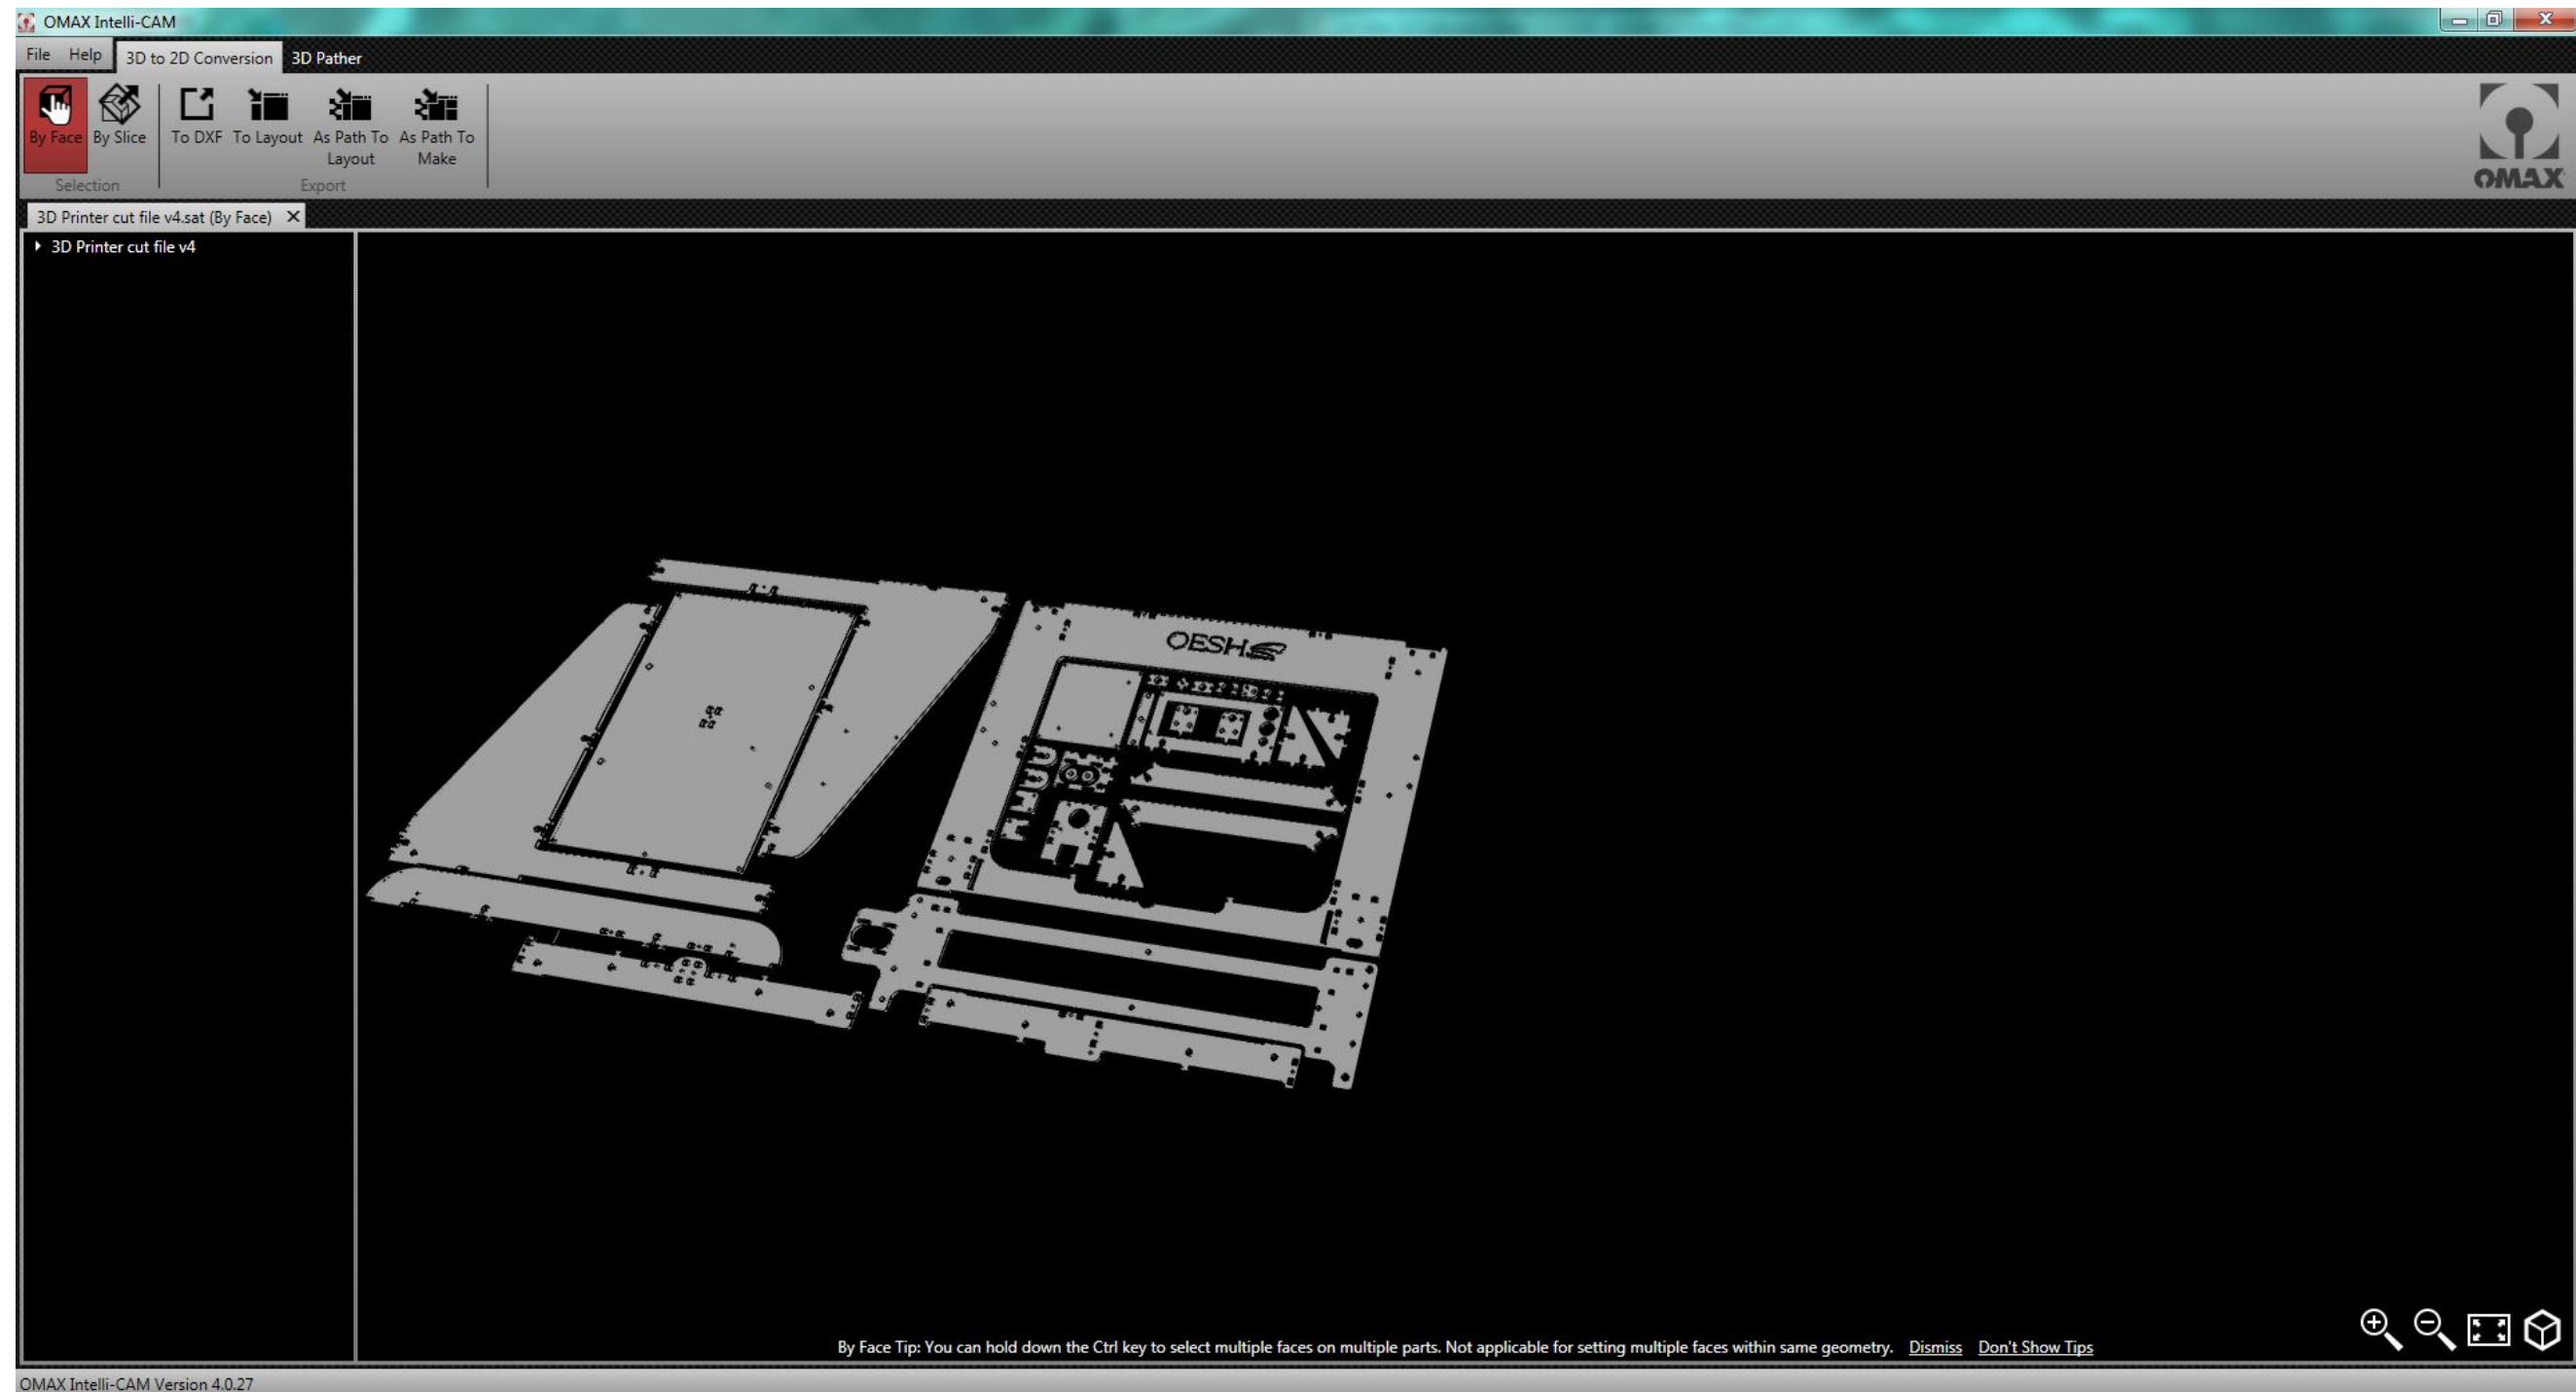 OMAX Intelli-CAM
File Help 3D to 2D Conversion 3D Pather
By Face By Slice To DXF To Layout As Path To Layout As Path To Make
Selection Export
OMAX
3D Printer cut file v4.sat (By Face)
3D Printer cut file v4
OESH
By Face Tip: You can hold down the Ctrl key to select multiple faces on multiple parts. Not applicable for setting multiple faces within same geometry. Dismiss Don't Show Tips
OMAX Intelli-CAM Version 4.0.27